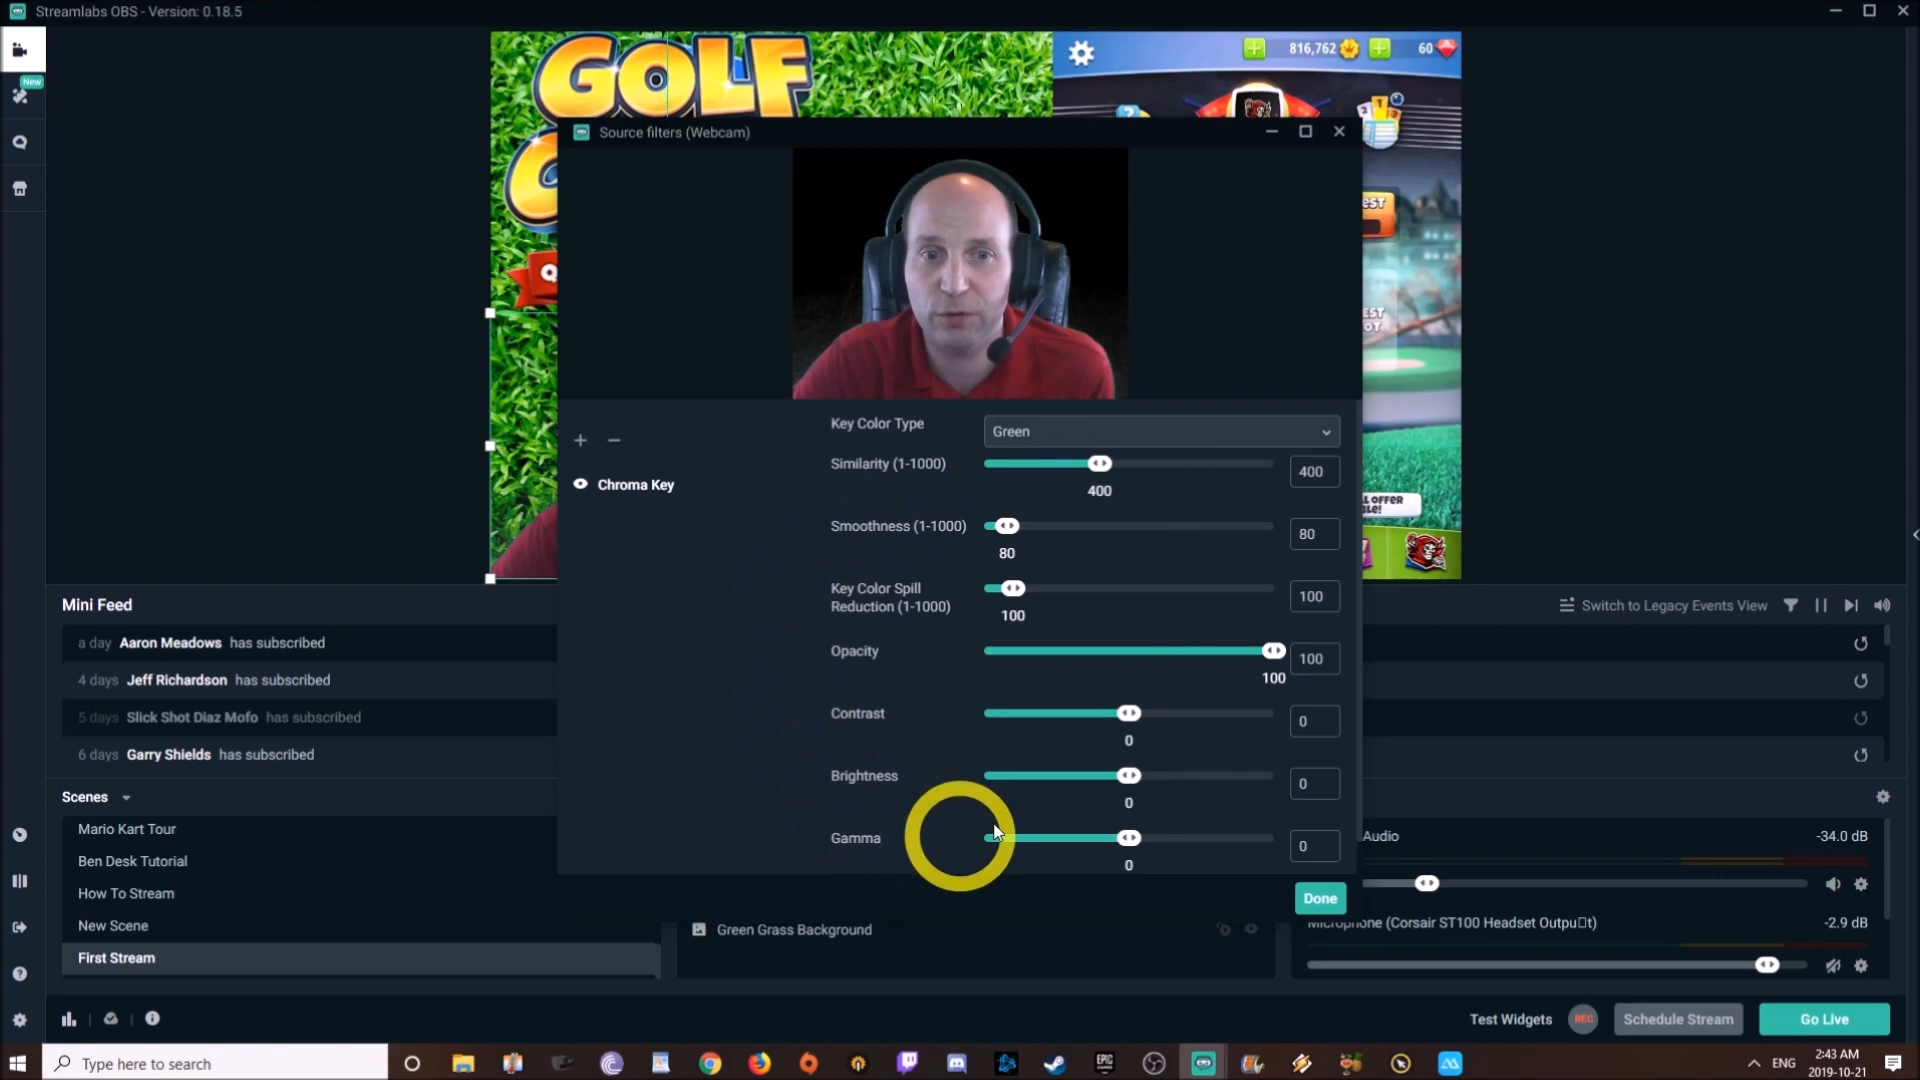 Streamlabs OBS - Version: 0.18.5
New
GOLF
816,762
60
Source filters (Webcam)
Key Color Type
Green
Similarity (1-1000)
400
400
Chroma Key
Smoothness (1-1000)
80
80
Key Color Spill
Reduction (1-1000)
100
100
Opacity
100
100
Contrast
0
0
Brightness
0
0
Gamma
0
0
Done
Mini Feed
Switch to Legacy Events View
a day Aaron Meadows has subscribed
4 days Jeff Richardson has subscribed
5 days Slick Shot Diaz Mofo has subscribed
6 days Garry Shields has subscribed
Scenes
Mario Kart Tour
Ben Desk Tutorial
How To Stream
New Scene
First Stream
Green Grass Background
Audio
-34.0 dB
Microphone (Corsair ST100 Headset Outpu□t)
-2.9 dB
Test Widgets
REC
Schedule Stream
Go Live
Type here to search
EPIC
ENG
2:43 AM
2019-10-21